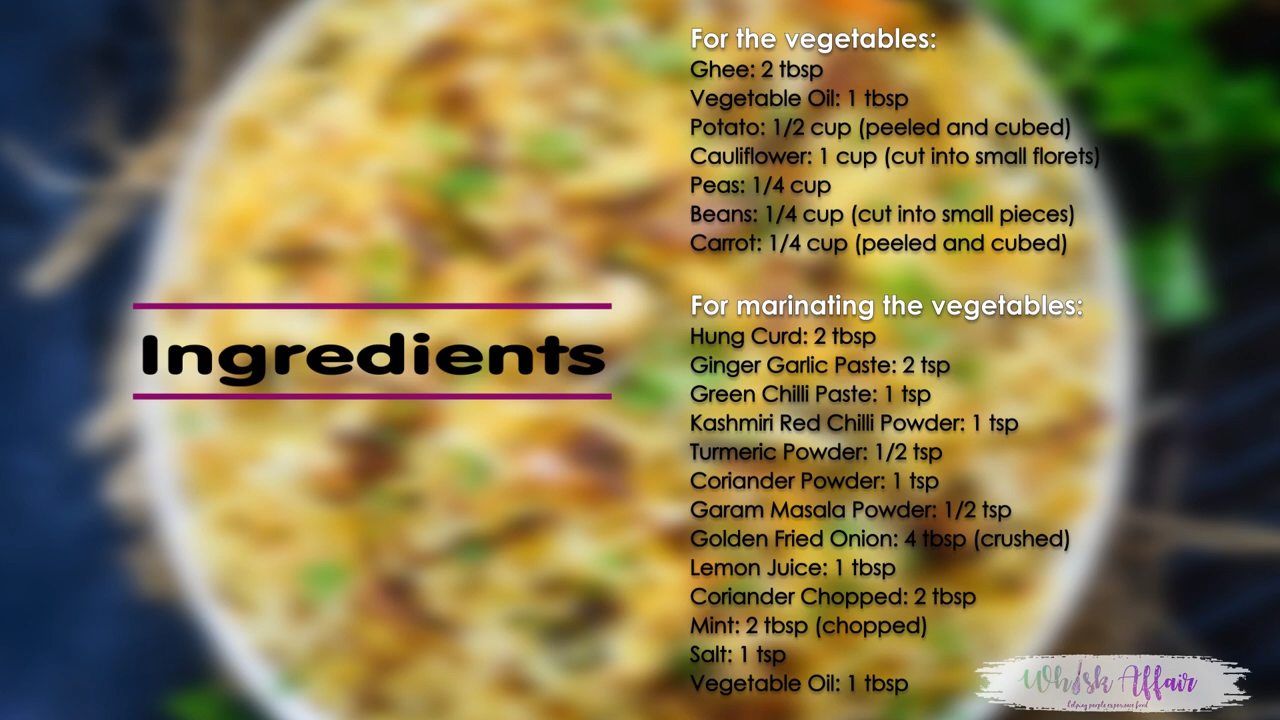 Ingredients
For the vegetables:
Ghee: 2 tbsp
Vegetable Oil: 1 tbsp
Potato: 1/2 cup (peeled and cubed)
Cauliflower: 1 cup (cut into small florets)
Peas: 1/4 cup
Beans: 1/4 cup (cut into small pieces)
Carrot: 1/4 cup (peeled and cubed)
For marinating the vegetables:
Hung Curd: 2 tbsp
Ginger Garlic Paste: 2 tsp
Green Chilli Paste: 1 tsp
Kashmiri Red Chilli Powder: 1 tsp
Turmeric Powder: 1/2 tsp
Coriander Powder: 1 tsp
Garam Masala Powder: 1/2 tsp
Golden Fried Onion: 4 tbsp (crushed)
Lemon Juice: 1 tbsp
Coriander Chopped: 2 tbsp
Mint: 2 tbsp (chopped)
Salt: 1 tsp
Vegetable Oil: 1 tbsp
Whisk Affair
helping people experience food